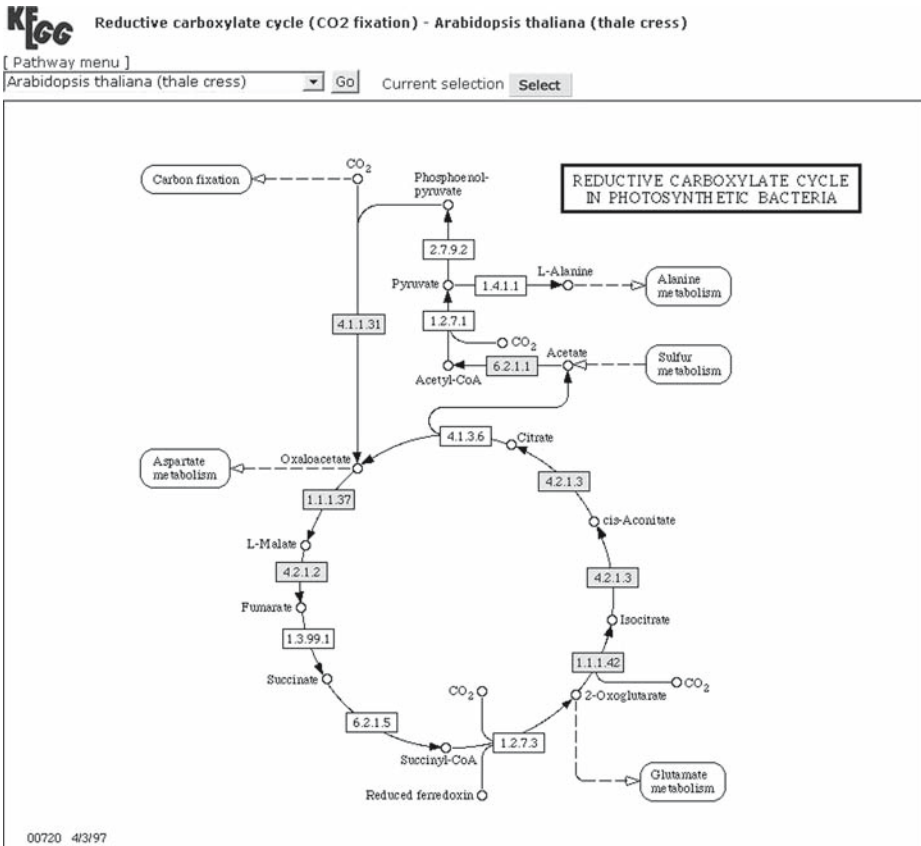 KEGG
Reductive carboxylate cycle (CO2 fixation) - Arabidopsis thaliana (thale cress)
[ Pathway menu ]
Arabidopsis thaliana (thale cress)
Go
Current selection
Select
CO2
Carbon fixation
Phosphoenol-
pyruvate
REDUCTIVE CARBOXYLATE CYCLE
IN PHOTOSYNTHETIC BACTERIA
2.7.9.2
L-Alanine
Pyruvate
1.4.1.1
Alanine
metabolism
4.1.1.31
1.2.7.1
CO2
Acetate
6.2.1.1
Sulfur
metabolism
Acetyl-CoA
4.1.3.6
Citrate
Oxaloacetate
Aspartate
metabolism
4.2.1.3
1.1.1.37
cis-Aconitate
L-Malate
4.2.1.2
4.2.1.3
Fumarate
Isocitrate
1.3.99.1
1.1.1.42
Succinate
CO2
CO2
2-Oxoglutarate
6.2.1.5
1.2.7.3
Succinyl-CoA
Glutamate
metabolism
Reduced ferredoxin
00720 4/3/97